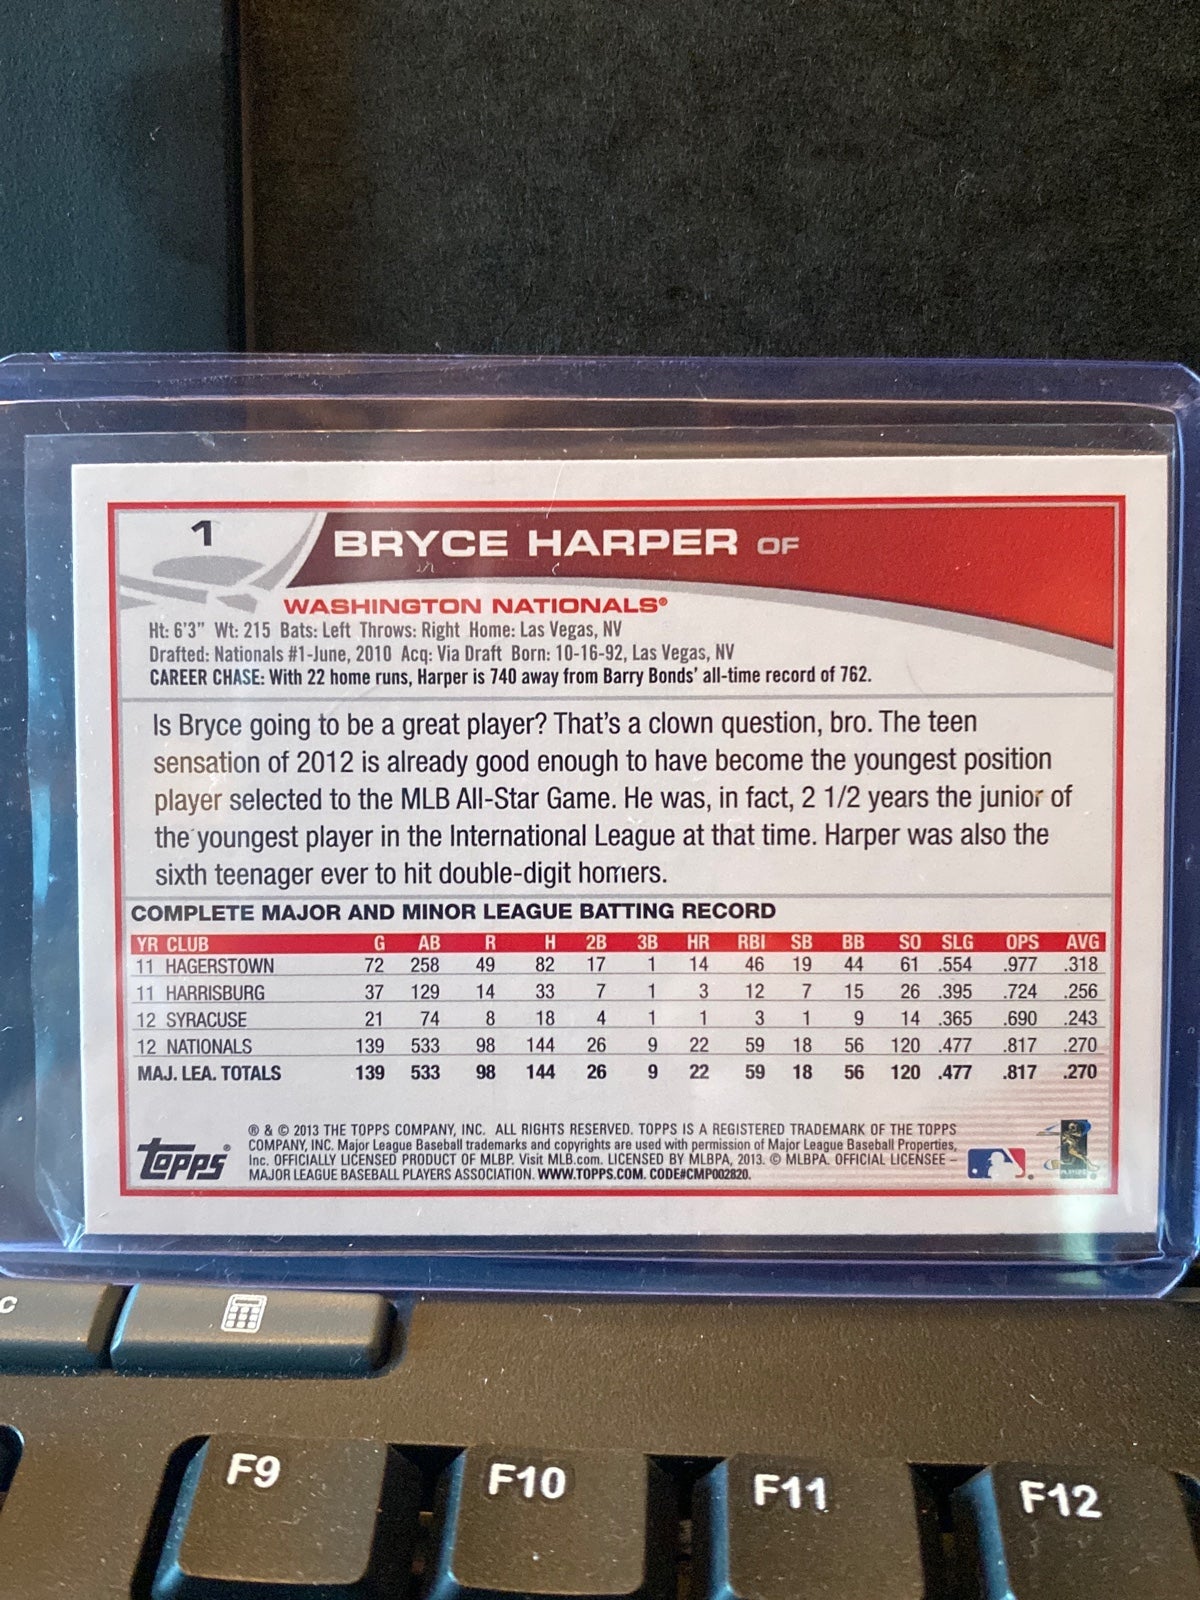 1
BRYCE HARPER OF
WASHINGTON NATIONALS®
Ht: 6'3" Wt: 215 Bats: Left Throws: Right Home: Las Vegas, NV
Drafted: Nationals #1-June, 2010 Acq: Via Draft Born: 10-16-92, Las Vegas, NV
CAREER CHASE: With 22 home runs, Harper is 740 away from Barry Bonds' all-time record of 762.
Is Bryce going to be a great player? That's a clown question, bro. The teen
sensation of 2012 is already good enough to have become the youngest position
player selected to the MLB All-Star Game. He was, in fact, 2 1/2 years the junior of
the youngest player in the International League at that time. Harper was also the
sixth teenager ever to hit double-digit homers.
COMPLETE MAJOR AND MINOR LEAGUE BATTING RECORD
YR CLUB G AB R H 2B 3B HR RBI SB BB SO SLG OPS AVG
11 HAGERSTOWN 72 258 49 82 17 1 14 46 19 44 61 .554 .977 .318
11 HARRISBURG 37 129 14 33 7 1 3 12 7 15 26 .395 .724 .256
12 SYRACUSE 21 74 8 18 4 1 1 3 1 9 14 .365 .690 .243
12 NATIONALS 139 533 98 144 26 9 22 59 18 56 120 .477 .817 .270
MAJ. LEA. TOTALS 139 533 98 144 26 9 22 59 18 56 120 .477 .817 .270
® & © 2013 THE TOPPS COMPANY, INC. ALL RIGHTS RESERVED. TOPPS IS A REGISTERED TRADEMARK OF THE TOPPS
COMPANY, INC. Major League Baseball trademarks and copyrights are used with permission of Major League Baseball Properties,
Inc. OFFICIALLY LICENSED PRODUCT OF MLBP. Visit MLB.com. LICENSED BY MLBPA, 2013. © MLBPA. OFFICIAL LICENSEE –
MAJOR LEAGUE BASEBALL PLAYERS ASSOCIATION. WWW.TOPPS.COM. CODE#CMP002820.
Topps®
C
F9 F10 F11 F12